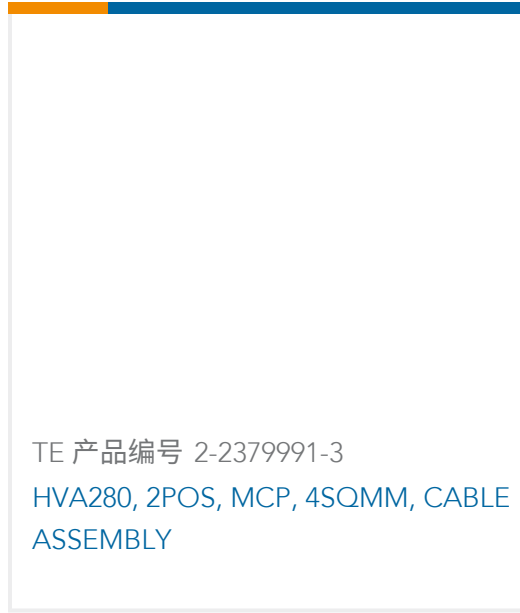 TE 产品编号 2-2379991-3
HVA280, 2POS, MCP, 4SQMM, CABLE
ASSEMBLY